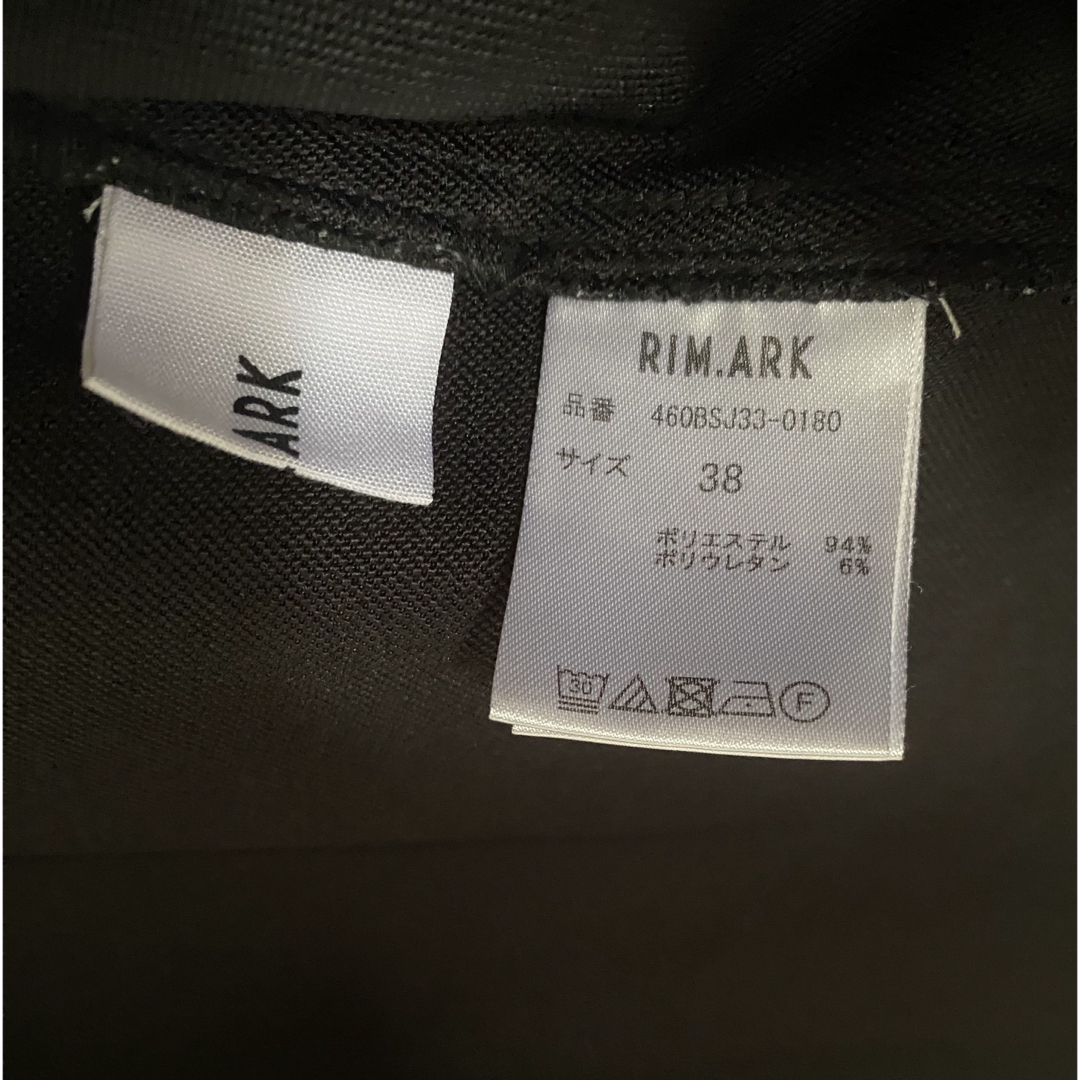 ARK
RIM.ARK
品番 460BSJ33-0180
サイズ 38
ポリエステル 94%
ポリウレタン 6%
30 F